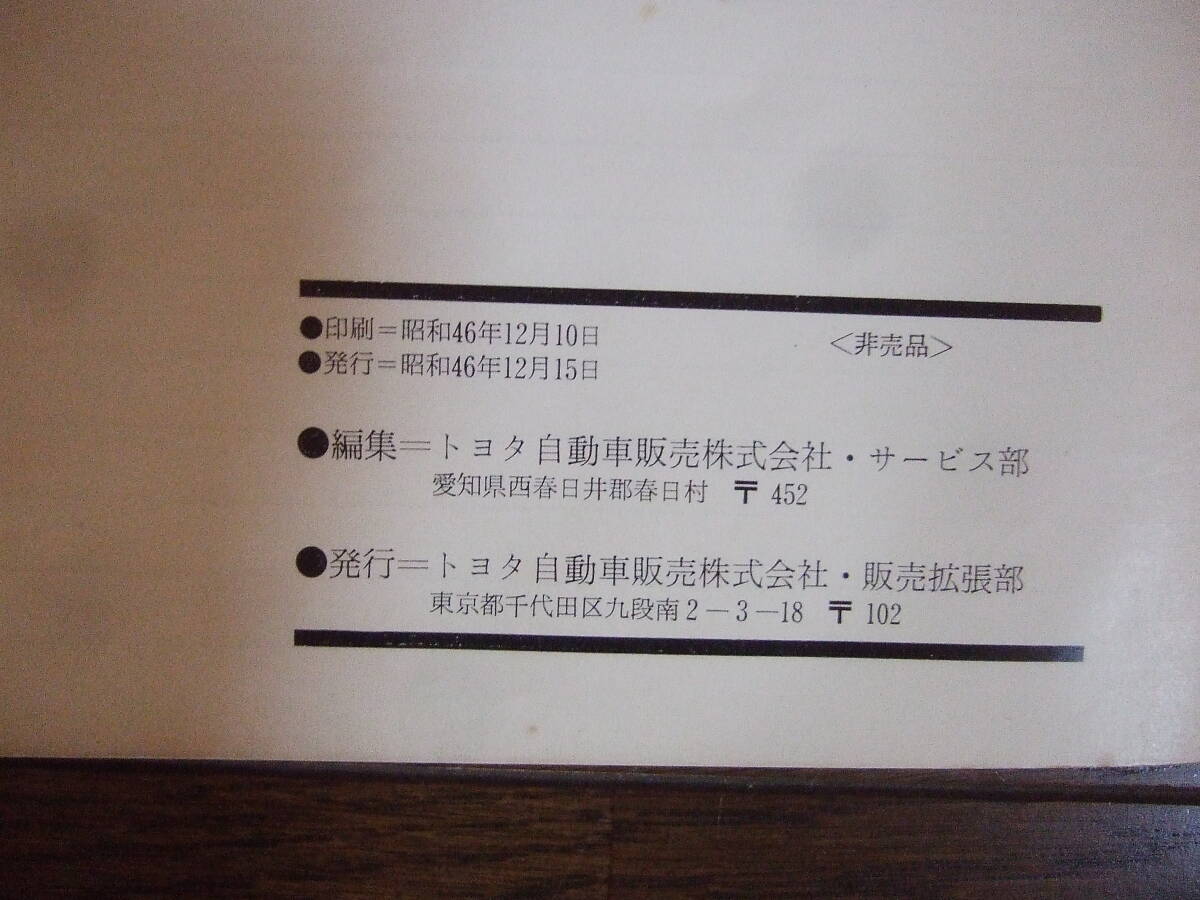 ●印刷=昭和46年12月10日 <非売品>
●発行=昭和46年12月15日
●編集=トヨタ自動車販売株式会社・サービス部
愛知県西春日井郡春日村 〒 452
●発行=トヨタ自動車販売株式会社・販売拡張部
東京都千代田区九段南2-3-18 〒 102